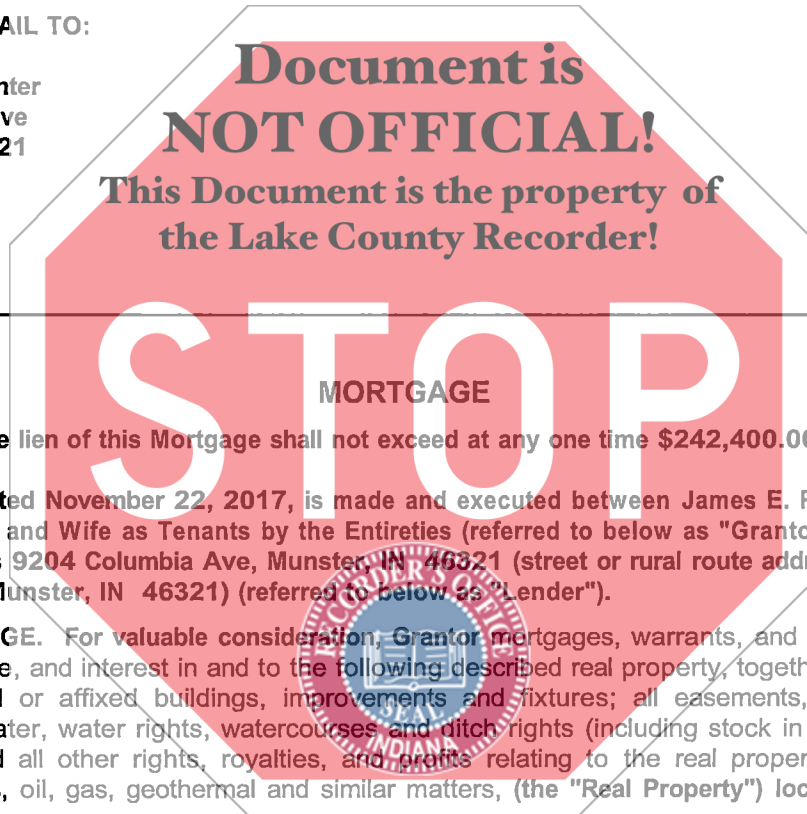 AIL TO:
nter
ve
21
Document is
NOT OFFICIAL!
This Document is the property of
the Lake County Recorder!
STOP
MORTGAGE
e lien of this Mortgage shall not exceed at any one time $242,400.00
ted November 22, 2017, is made and executed between James E. F
and Wife as Tenants by the Entireties (referred to below as "Granto
s 9204 Columbia Ave, Munster, IN 46321 (street or rural route addr
Munster, IN 46321) (referred to below as "Lender").
GE. For valuable consideration, Grantor mortgages, warrants, and
e, and interest in and to the following described real property, togeth
d or affixed buildings, improvements and fixtures; all easements,
ater, water rights, watercourses and ditch rights (including stock in
d all other rights, royalties, and profits relating to the real proper
s, oil, gas, geothermal and similar matters, (the "Real Property") loc
RECORDER'S OFFICE
SEAL
INDIANA